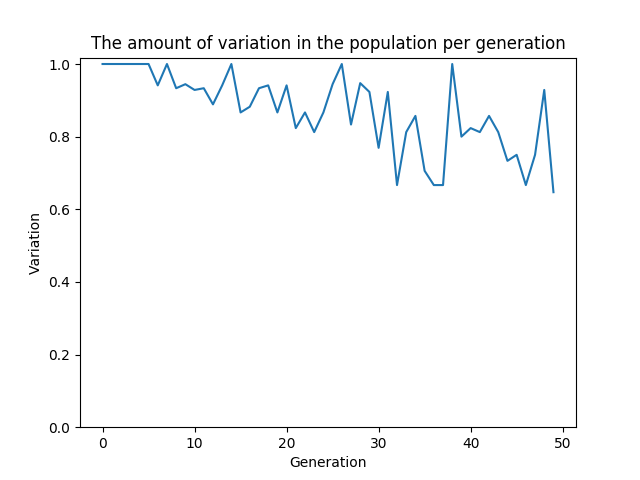 The amount of variation in the population per generation
1.0
0.8
0.6
0.4
0.2
0.0
Variation
0 10 20 30 40 50
Generation